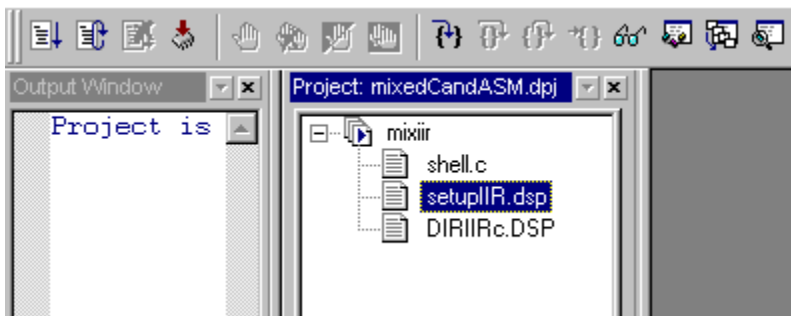 Output Window
Project: mixedCandASM.dpj
Project is
mixiir
shell.c
setupIIR.dsp
DIRIIRc.DSP